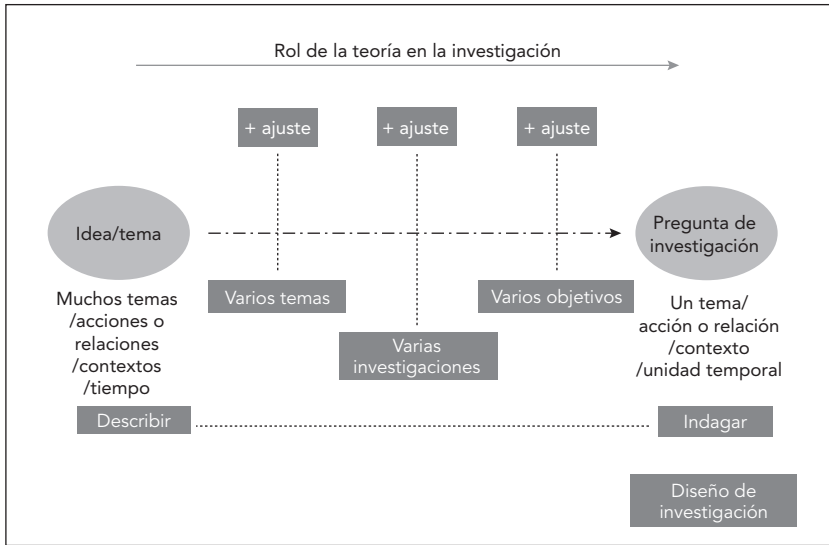 Rol de la teoría en la investigación
+ ajuste
+ ajuste
+ ajuste
Idea/tema
Pregunta de
investigación
Varios temas
Varias
investigaciones
Varios objetivos
Muchos temas
/acciones o
relaciones
/contextos
/tiempo
Un tema/
acción o relación
/contexto
/unidad temporal
Describir
Indagar
Diseño de
investigación